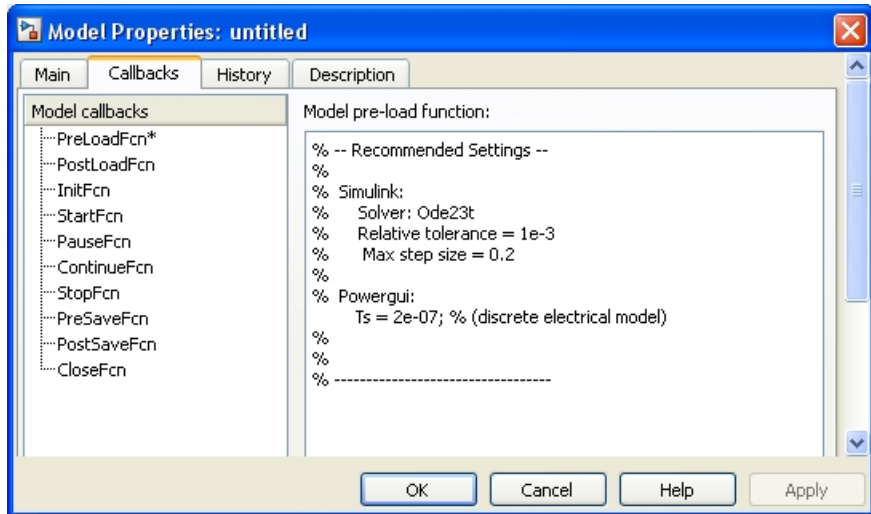 Model Properties: untitled
Main Callbacks History Description
Model callbacks
PreLoadFcn*
PostLoadFcn
InitFcn
StartFcn
PauseFcn
ContinueFcn
StopFcn
PreSaveFcn
PostSaveFcn
CloseFcn
Model pre-load function:
% -- Recommended Settings --
%
% Simulink:
% Solver: Ode23t
% Relative tolerance = 1e-3
% Max step size = 0.2
%
% Powergui:
Ts = 2e-07; % (discrete electrical model)
%
%
% ----------------------------------
OK Cancel Help Apply